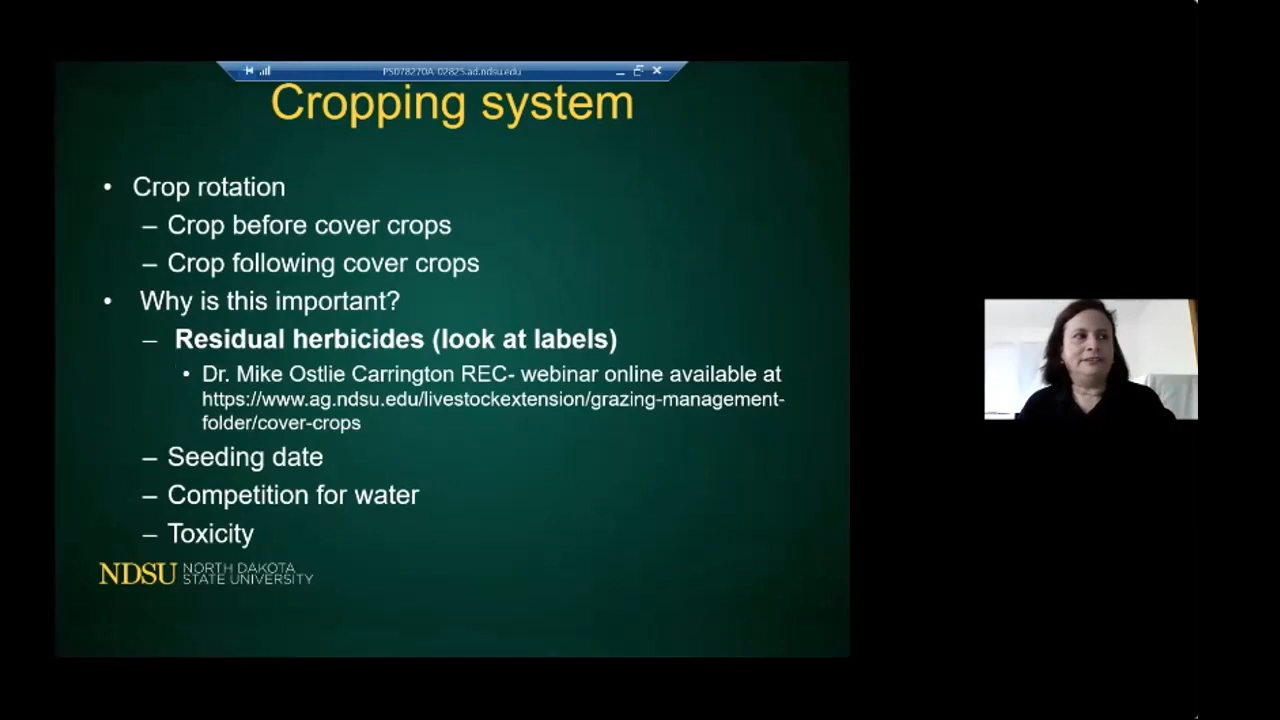 PS078270A-02825.ad.ndsu.edu
Cropping system
• Crop rotation
– Crop before cover crops
– Crop following cover crops
• Why is this important?
– Residual herbicides (look at labels)
• Dr. Mike Ostlie Carrington REC- webinar online available at
https://www.ag.ndsu.edu/livestockextension/grazing-management-
folder/cover-crops
– Seeding date
– Competition for water
– Toxicity
NDSU NORTH DAKOTA
STATE UNIVERSITY